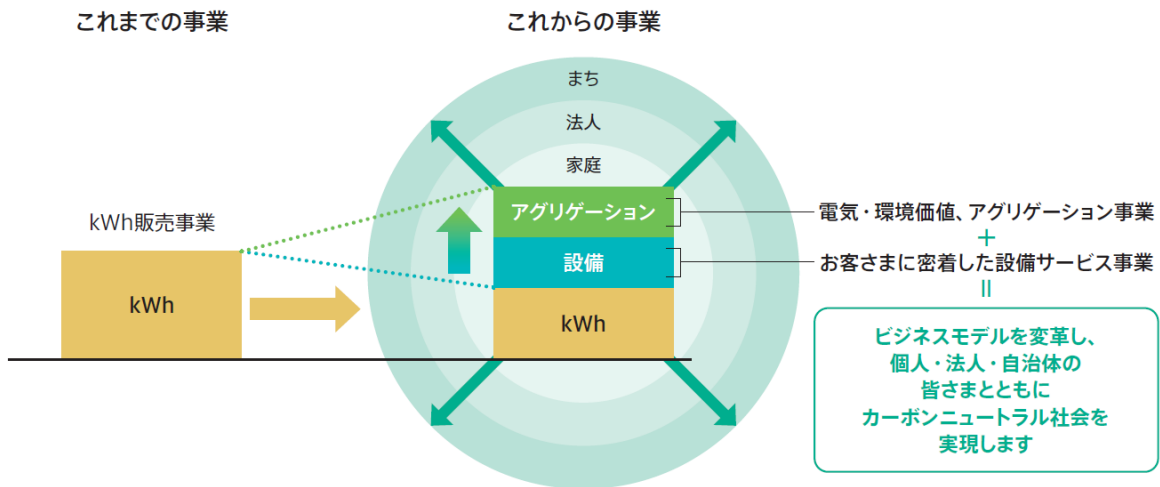 これまでの事業
これからの事業
まち
法人
家庭
kWh販売事業
kWh
アグリゲーション
設備
kWh
電気・環境価値、アグリゲーション事業
+
お客さまに密着した設備サービス事業
=
ビジネスモデルを変革し、
個人・法人・自治体の
皆さまとともに
カーボンニュートラル社会を
実現します